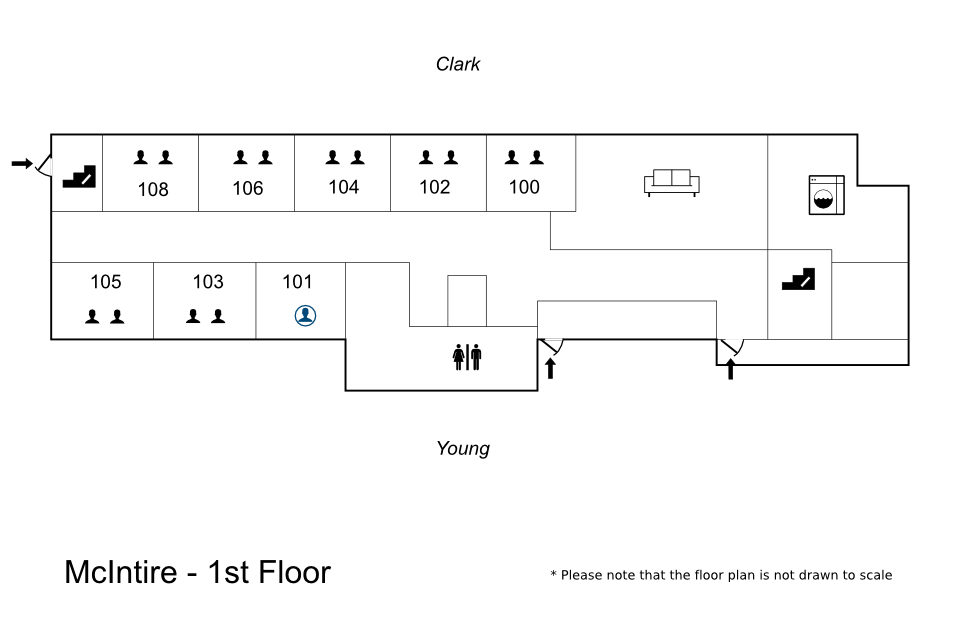 Clark
108
106
104
102
100
105
103
101
Young
McIntire - 1st Floor
* Please note that the floor plan is not drawn to scale